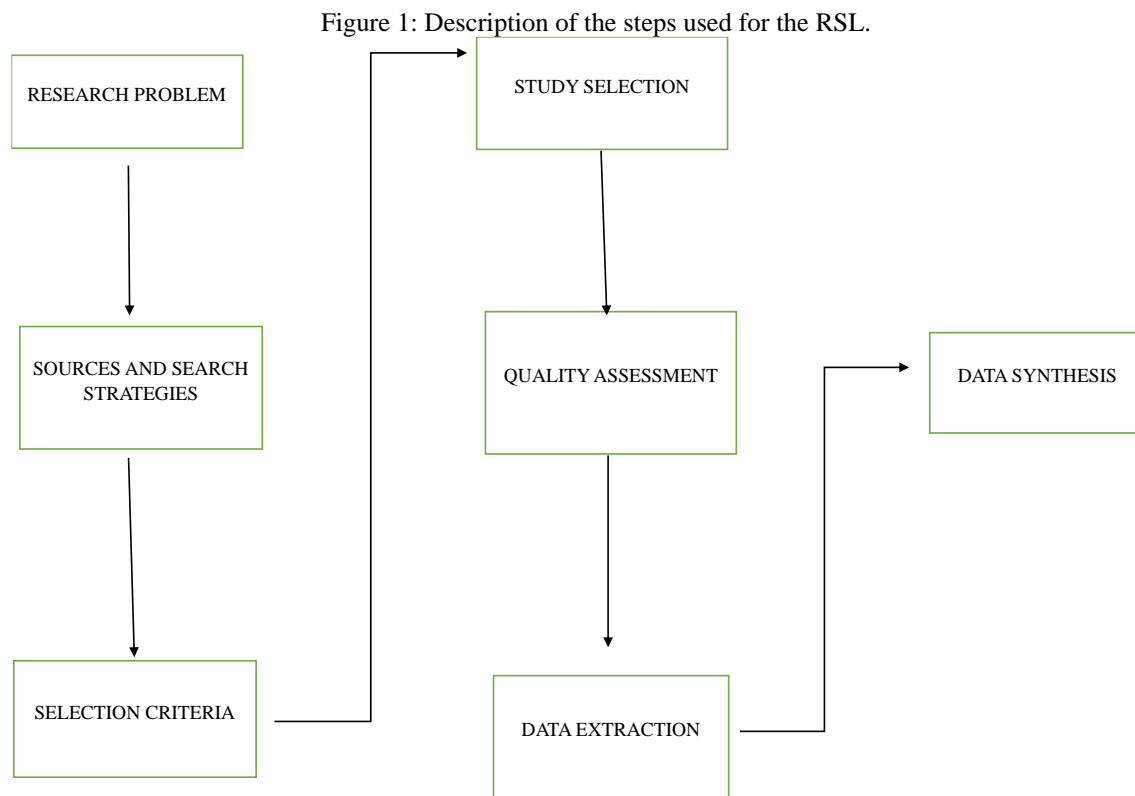 Figure 1: Description of the steps used for the RSL.
RESEARCH PROBLEM
SOURCES AND SEARCH
STRATEGIES
SELECTION CRITERIA
STUDY SELECTION
QUALITY ASSESSMENT
DATA EXTRACTION
DATA SYNTHESIS